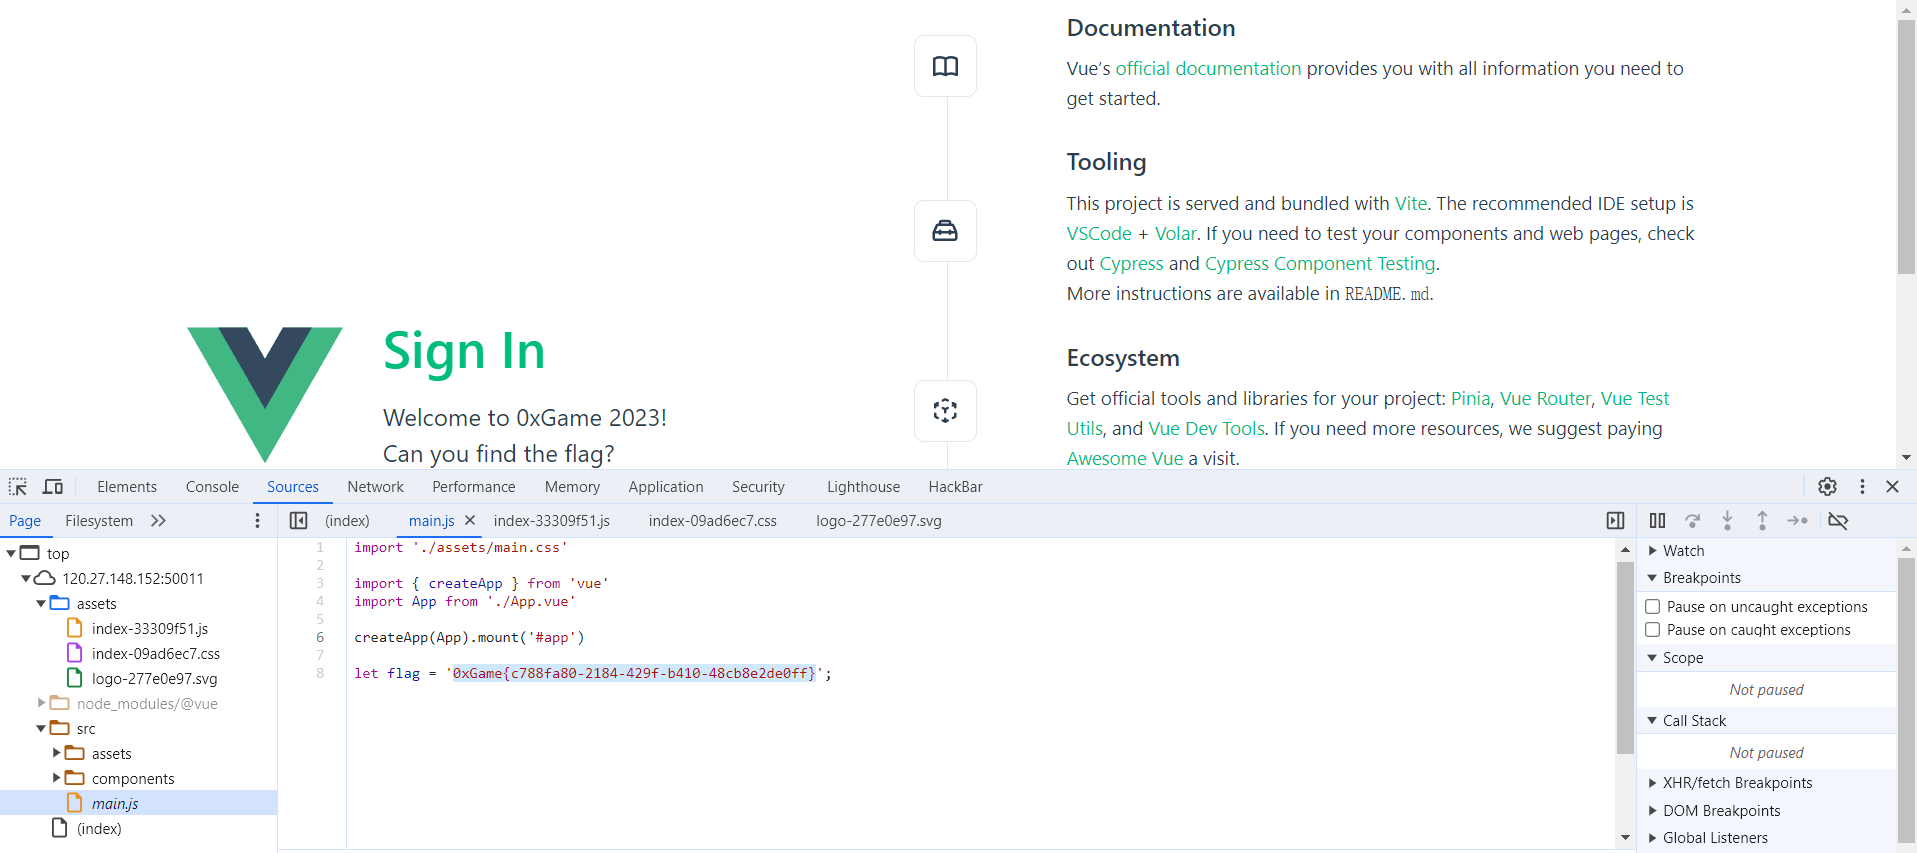 Documentation
Vue’s official documentation provides you with all information you need to
get started.
Tooling
This project is served and bundled with Vite. The recommended IDE setup is
VSCode + Volar. If you need to test your components and web pages, check
out Cypress and Cypress Component Testing.
More instructions are available in README.md.
Ecosystem
Get official tools and libraries for your project: Pinia, Vue Router, Vue Test
Utils, and Vue Dev Tools. If you need more resources, we suggest paying
Awesome Vue a visit.
Sign In
Welcome to 0xGame 2023!
Can you find the flag?
Elements Console Sources Network Performance Memory Application Security Lighthouse HackBar
Page Filesystem
(index) main.js index-33309f51.js index-09ad6ec7.css logo-277e0e97.svg
top
120.27.148.152:50011
assets
index-33309f51.js
index-09ad6ec7.css
logo-277e0e97.svg
node_modules/@vue
src
assets
components
main.js
(index)
1 import './assets/main.css'
2
3 import { createApp } from 'vue'
4 import App from './App.vue'
5
6 createApp(App).mount('#app')
7
8 let flag = '0xGame{c788fa80-2184-429f-b410-48cb8e2de0ff}';
Watch
Breakpoints
Pause on uncaught exceptions
Pause on caught exceptions
Scope
Not paused
Call Stack
Not paused
XHR/fetch Breakpoints
DOM Breakpoints
Global Listeners